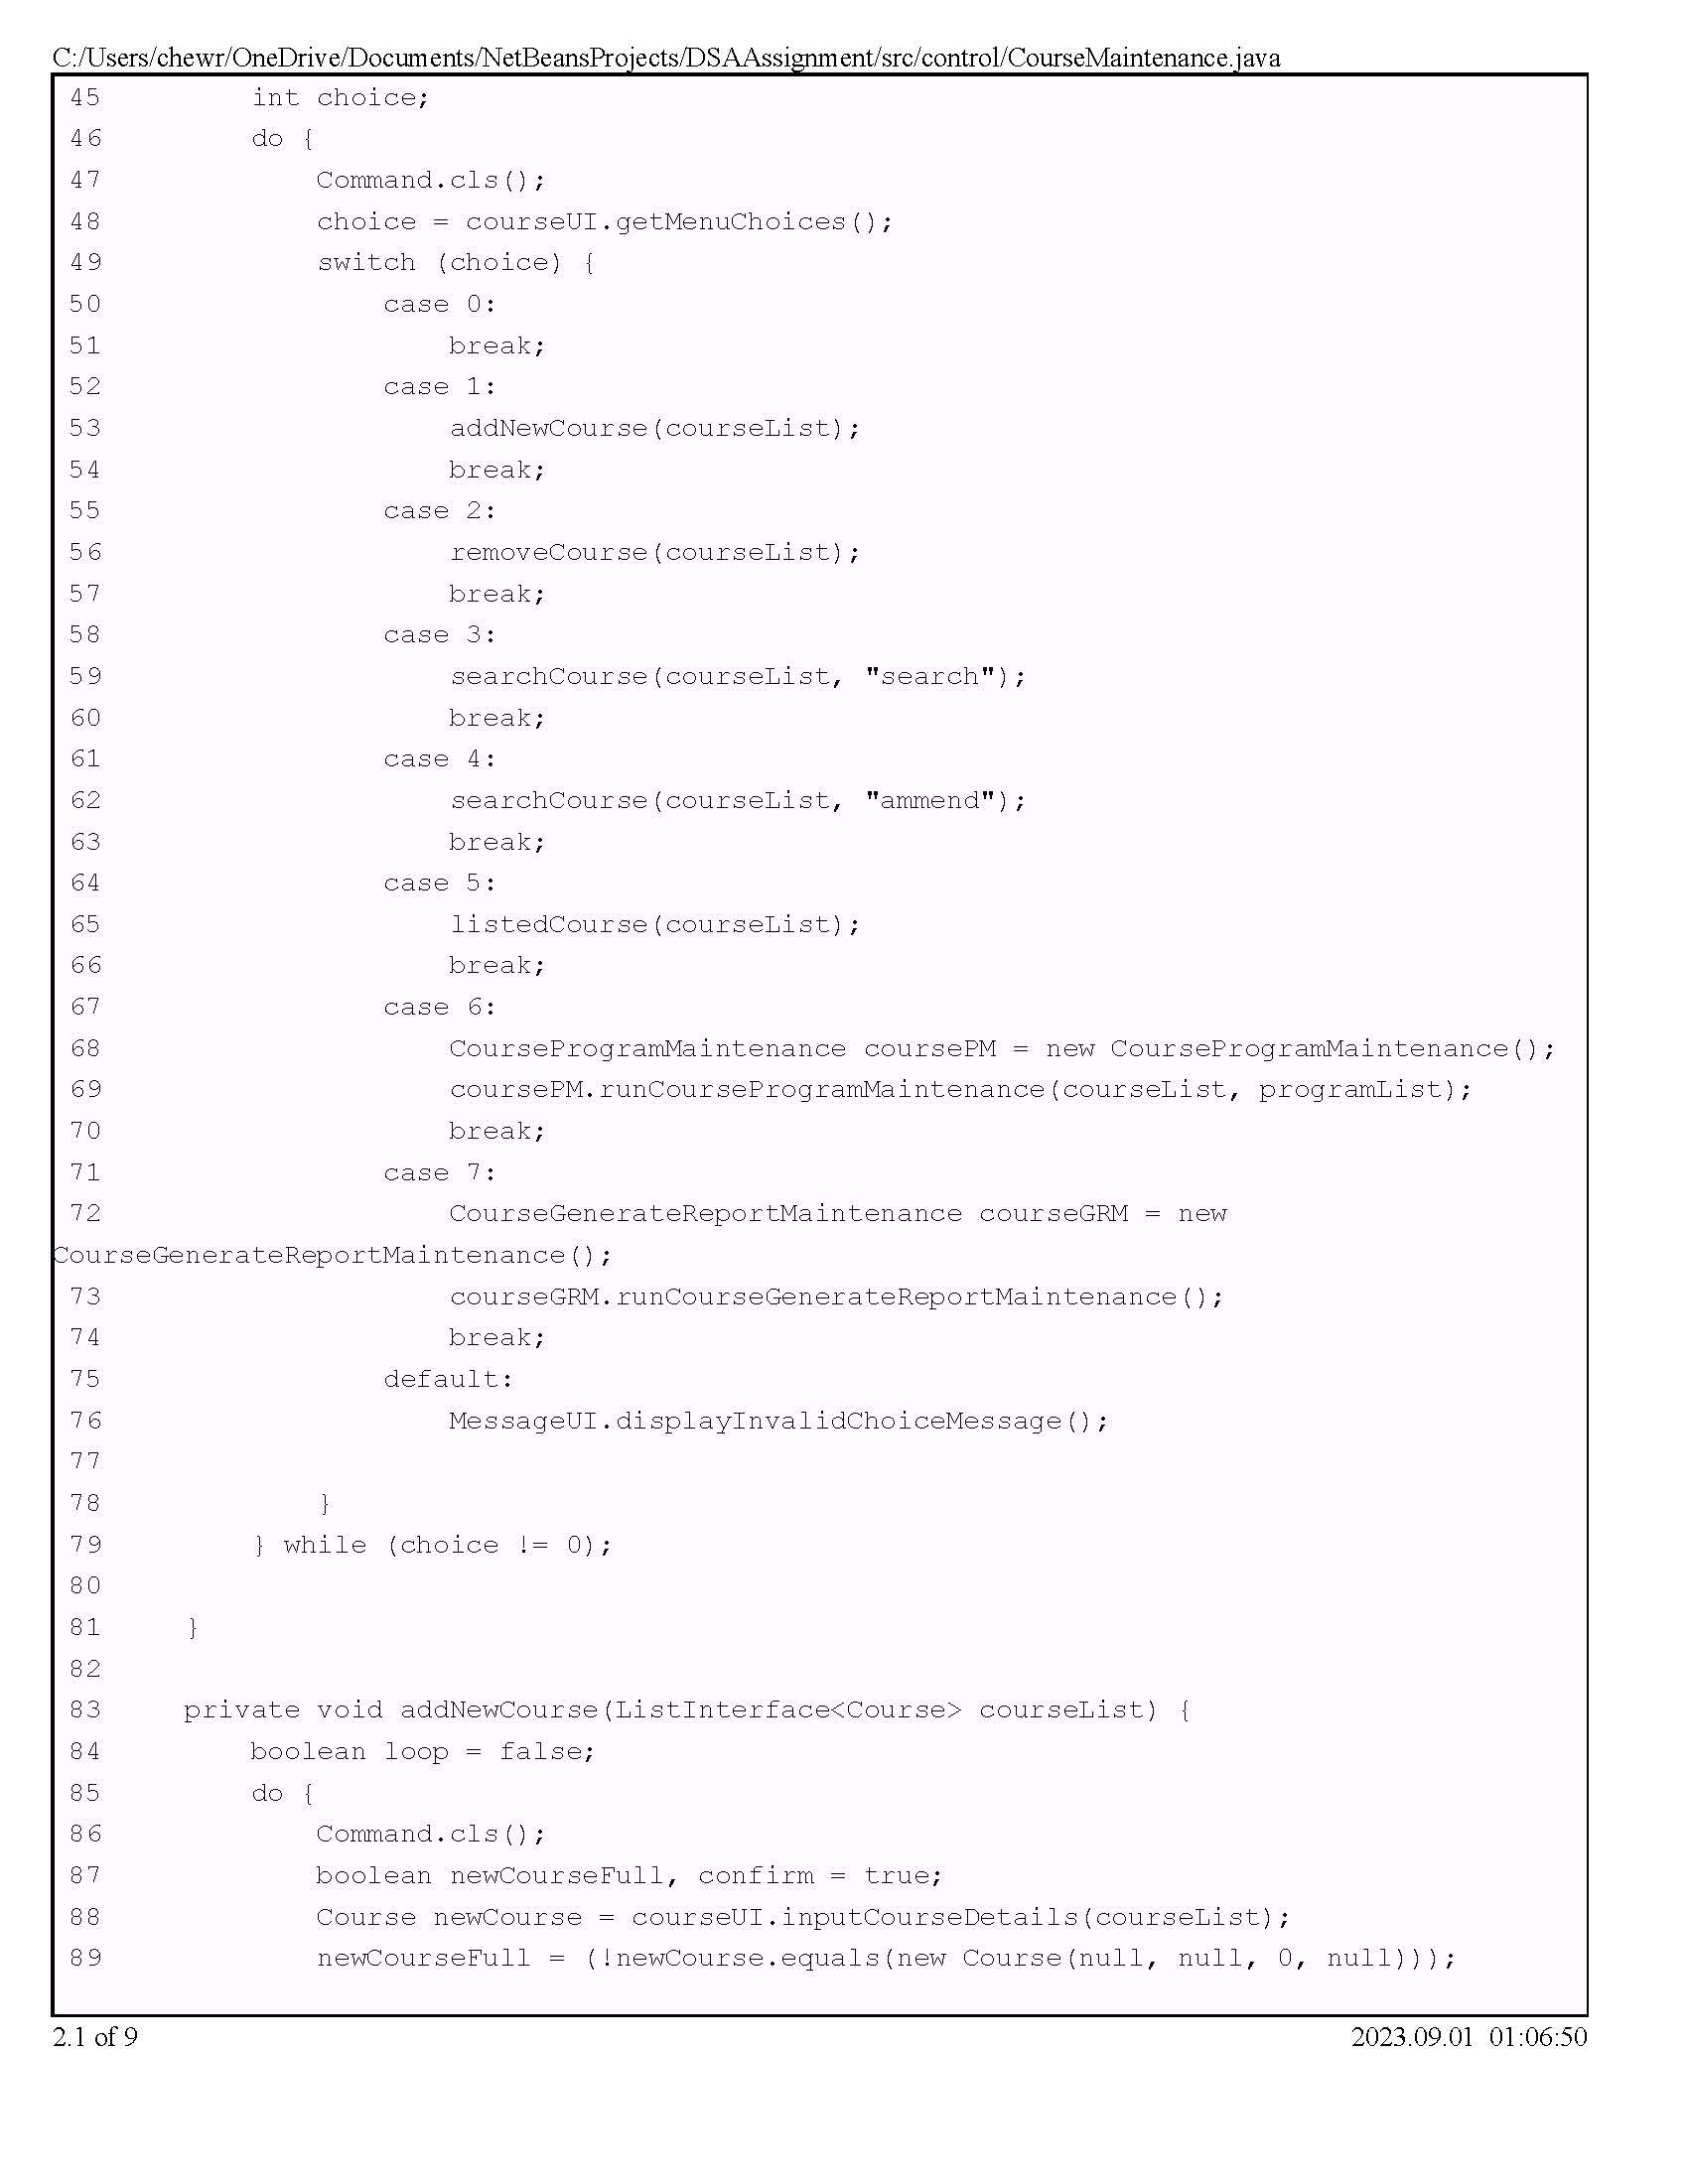 C:/Users/chewr/OneDrive/Documents/NetBeansProjects/DSAAssignment/src/control/CourseMaintenance.java
45         int choice;
46         do {
47             Command.cls();
48             choice = courseUI.getMenuChoices();
49             switch (choice) {
50                 case 0:
51                     break;
52                 case 1:
53                     addNewCourse(courseList);
54                     break;
55                 case 2:
56                     removeCourse(courseList);
57                     break;
58                 case 3:
59                     searchCourse(courseList, "search");
60                     break;
61                 case 4:
62                     searchCourse(courseList, "ammend");
63                     break;
64                 case 5:
65                     listedCourse(courseList);
66                     break;
67                 case 6:
68                     CourseProgramMaintenance coursePM = new CourseProgramMaintenance();
69                     coursePM.runCourseProgramMaintenance(courseList, programList);
70                     break;
71                 case 7:
72                     CourseGenerateReportMaintenance courseGRM = new
CourseGenerateReportMaintenance();
73                     courseGRM.runCourseGenerateReportMaintenance();
74                     break;
75                 default:
76                     MessageUI.displayInvalidChoiceMessage();
77
78             }
79         } while (choice != 0);
80
81     }
82
83     private void addNewCourse(ListInterface<Course> courseList) {
84         boolean loop = false;
85         do {
86             Command.cls();
87             boolean newCourseFull, confirm = true;
88             Course newCourse = courseUI.inputCourseDetails(courseList);
89             newCourseFull = (!newCourse.equals(new Course(null, null, 0, null)));
2.1 of 9 2023.09.01 01:06:50